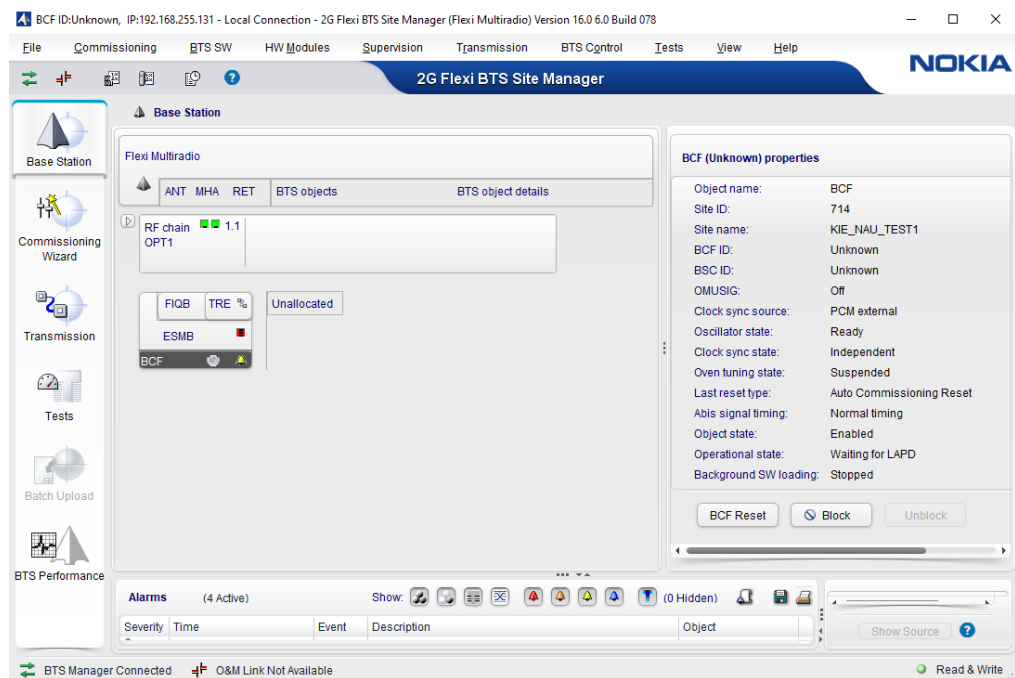 BCF ID:Unknown, IP:192.168.255.131 - Local Connection - 2G Flexi BTS Site Manager (Flexi Multiradio) Version 16.0 6.0 Build 078
File Commissioning BTS SW HW Modules Supervision Transmission BTS Control Tests View Help
NOKIA
2G Flexi BTS Site Manager
Base Station
Base Station
Commissioning
Wizard
Transmission
Tests
Batch Upload
BTS Performance
Flexi Multiradio
ANT MHA RET BTS objects BTS object details
RF chain 1.1
OPT1
FIQB TRE Unallocated
ESMB
BCF
BCF (Unknown) properties
Object name: BCF
Site ID: 714
Site name: KIE_NAU_TEST1
BCF ID: Unknown
BSC ID: Unknown
OMUSIG: Off
Clock sync source: PCM external
Oscillator state: Ready
Clock sync state: Independent
Oven tuning state: Suspended
Last reset type: Auto Commissioning Reset
Abis signal timing: Normal timing
Object state: Enabled
Operational state: Waiting for LAPD
Background SW loading: Stopped
BCF Reset Block Unblock
Alarms (4 Active) Show: (0 Hidden)
Severity Time Event Description Object
Show Source
BTS Manager Connected O&M Link Not Available Read & Write